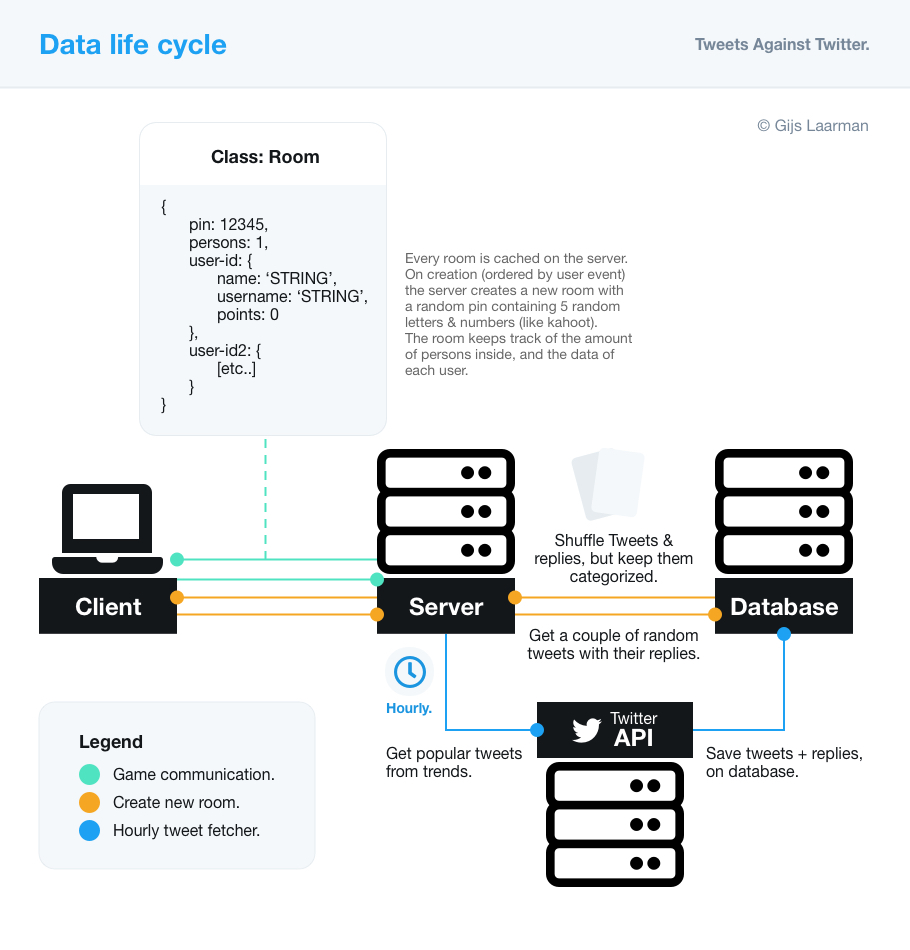 Data life cycle
Tweets Against Twitter.
© Gijs Laarman
Class: Room
{
pin: 12345,
persons: 1,
user-id: {
name: ‘STRING’,
username: ‘STRING’,
points: 0
},
user-id2: {
[etc..]
}
}
Every room is cached on the server.
On creation (ordered by user event)
the server creates a new room with
a random pin containing 5 random
letters & numbers (like kahoot).
The room keeps track of the amount
of persons inside, and the data of
each user.
Shuffle Tweets &
replies, but keep them
categorized.
Client
Server
Database
Get a couple of random
tweets with their replies.
Hourly.
Get popular tweets
from trends.
Twitter
API
Save tweets + replies,
on database.
Legend
Game communication.
Create new room.
Hourly tweet fetcher.